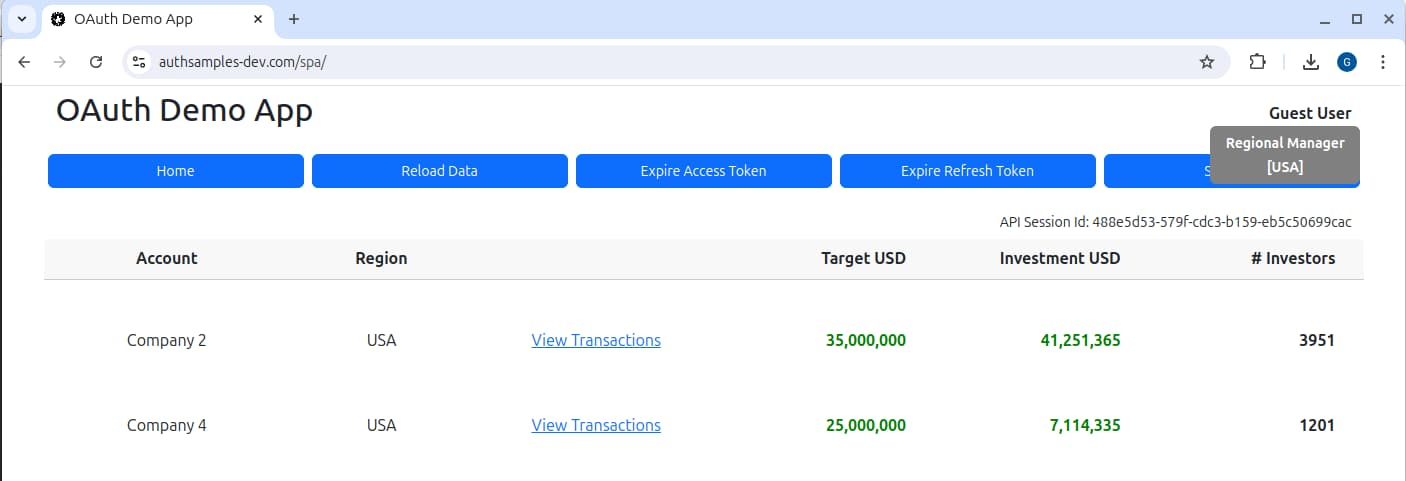 OAuth Demo App
authsamples-dev.com/spa/
G
OAuth Demo App
Guest User
Regional Manager
[USA]
Home Reload Data Expire Access Token Expire Refresh Token S
API Session Id: 488e5d53-579f-cdc3-b159-eb5c50699cac
Account Region Target USD Investment USD # Investors
Company 2 USA View Transactions 35,000,000 41,251,365 3951
Company 4 USA View Transactions 25,000,000 7,114,335 1201